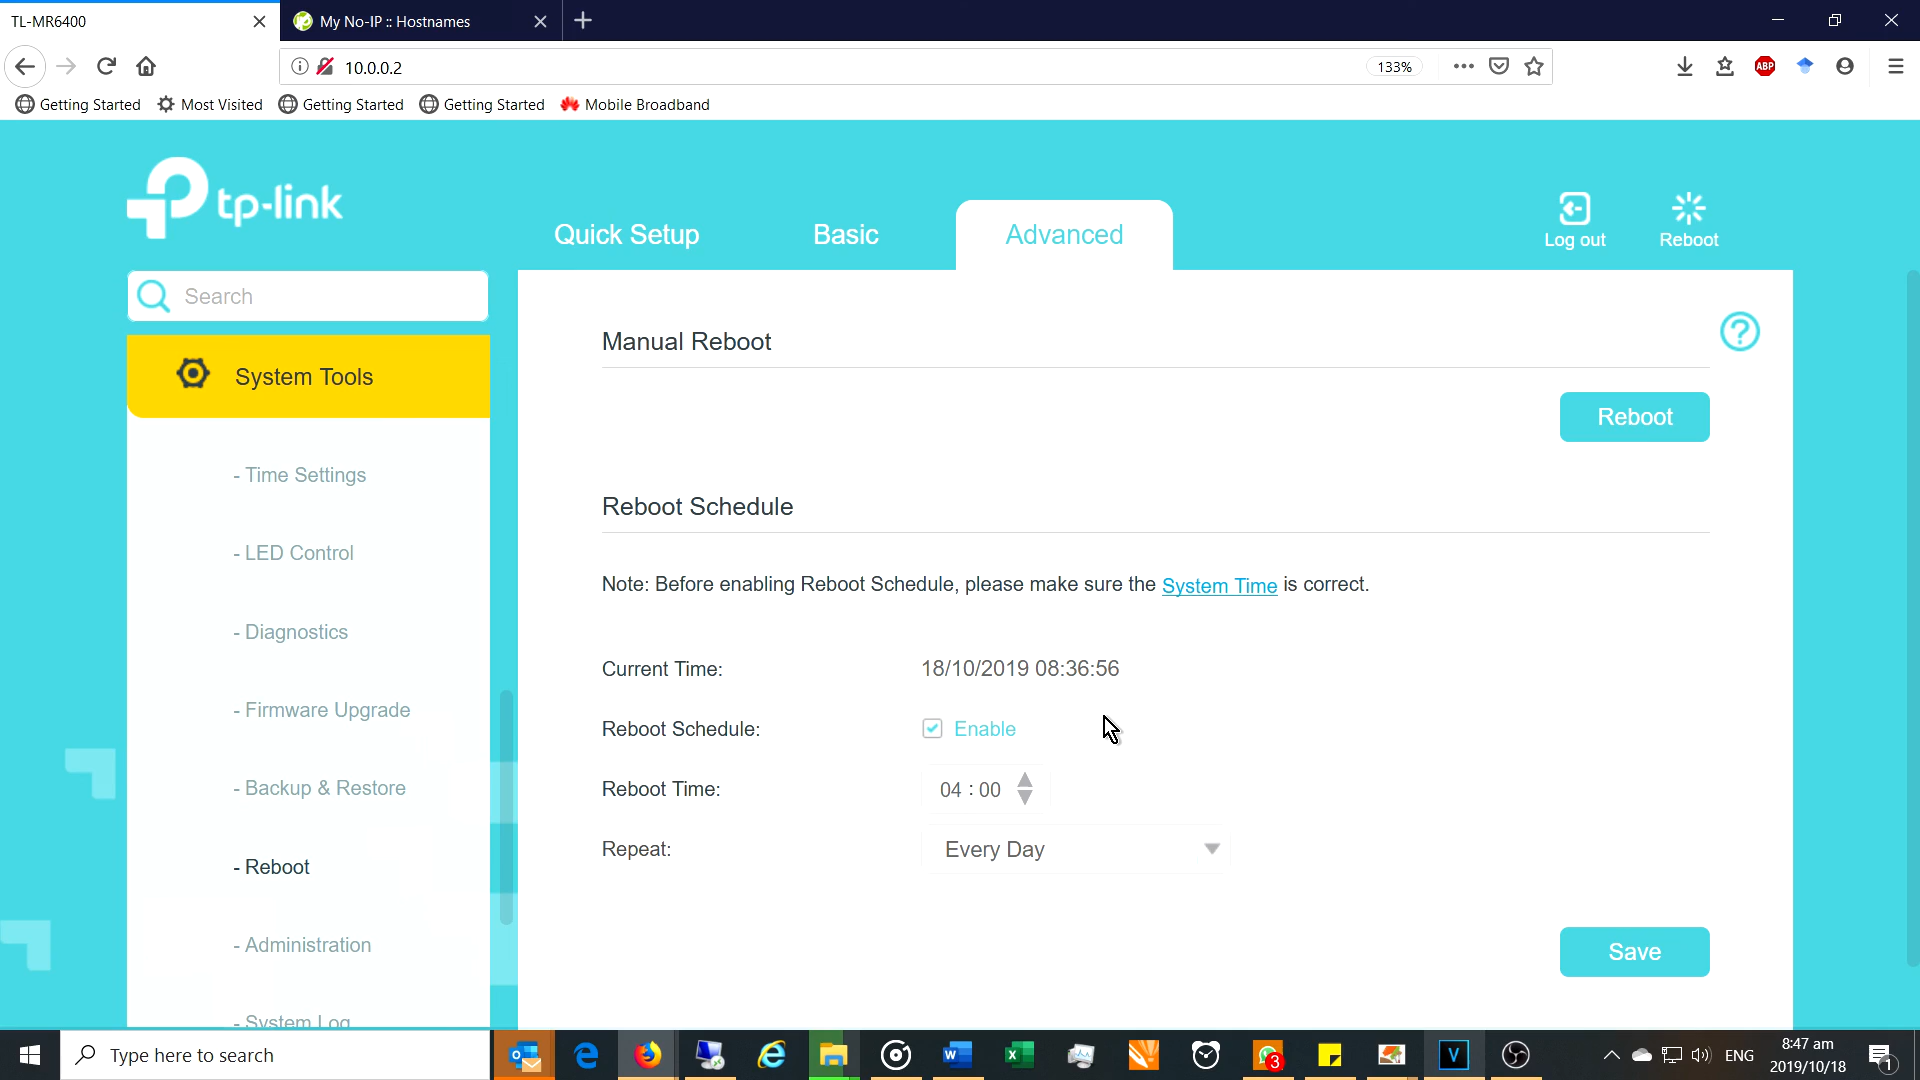 TL-MR6400
My No-IP :: Hostnames
10.0.0.2
133%
ABP
Getting Started
Most Visited
Getting Started
Getting Started
Mobile Broadband
tp-link
Quick Setup
Basic
Advanced
Log out
Reboot
Search
System Tools
- Time Settings
- LED Control
- Diagnostics
- Firmware Upgrade
- Backup & Restore
- Reboot
- Administration
- System Log
Manual Reboot
Reboot
Reboot Schedule
Note: Before enabling Reboot Schedule, please make sure the System Time is correct.
Current Time: 18/10/2019 08:36:56
Reboot Schedule: Enable
Reboot Time: 04 : 00
Repeat: Every Day
Save
Type here to search
3
V
ENG
8:47 am
2019/10/18
1